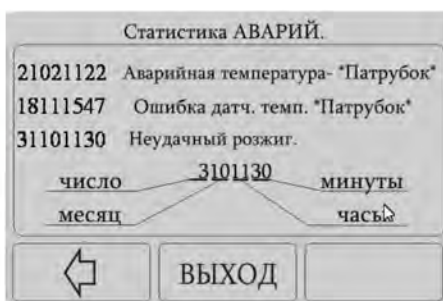 Статистика АВАРИЙ.
21021122 Аварийная температура- "Патрубок"
18111547 Ошибка датч. темп. "Патрубок"
31101130 Неудачный розжиг.
3101130
число минуты
месяц часы
ВЫХОД